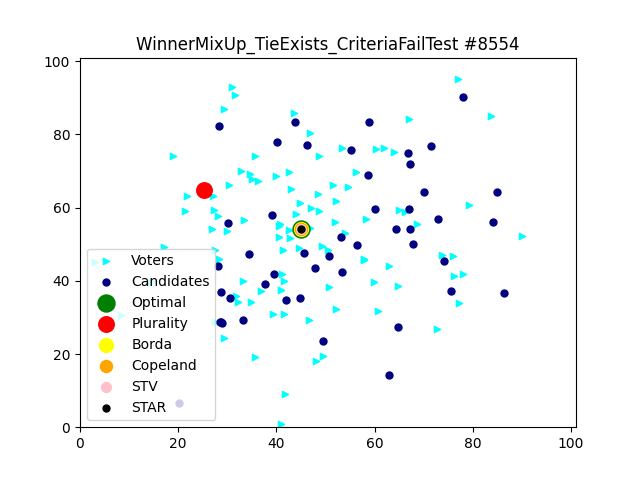 WinnerMixUp_TieExists_CriteriaFailTest #8554
100
80
60
40
20
0
0 20 40 60 80 100
Voters
Candidates
Optimal
Plurality
Borda
Copeland
STV
STAR